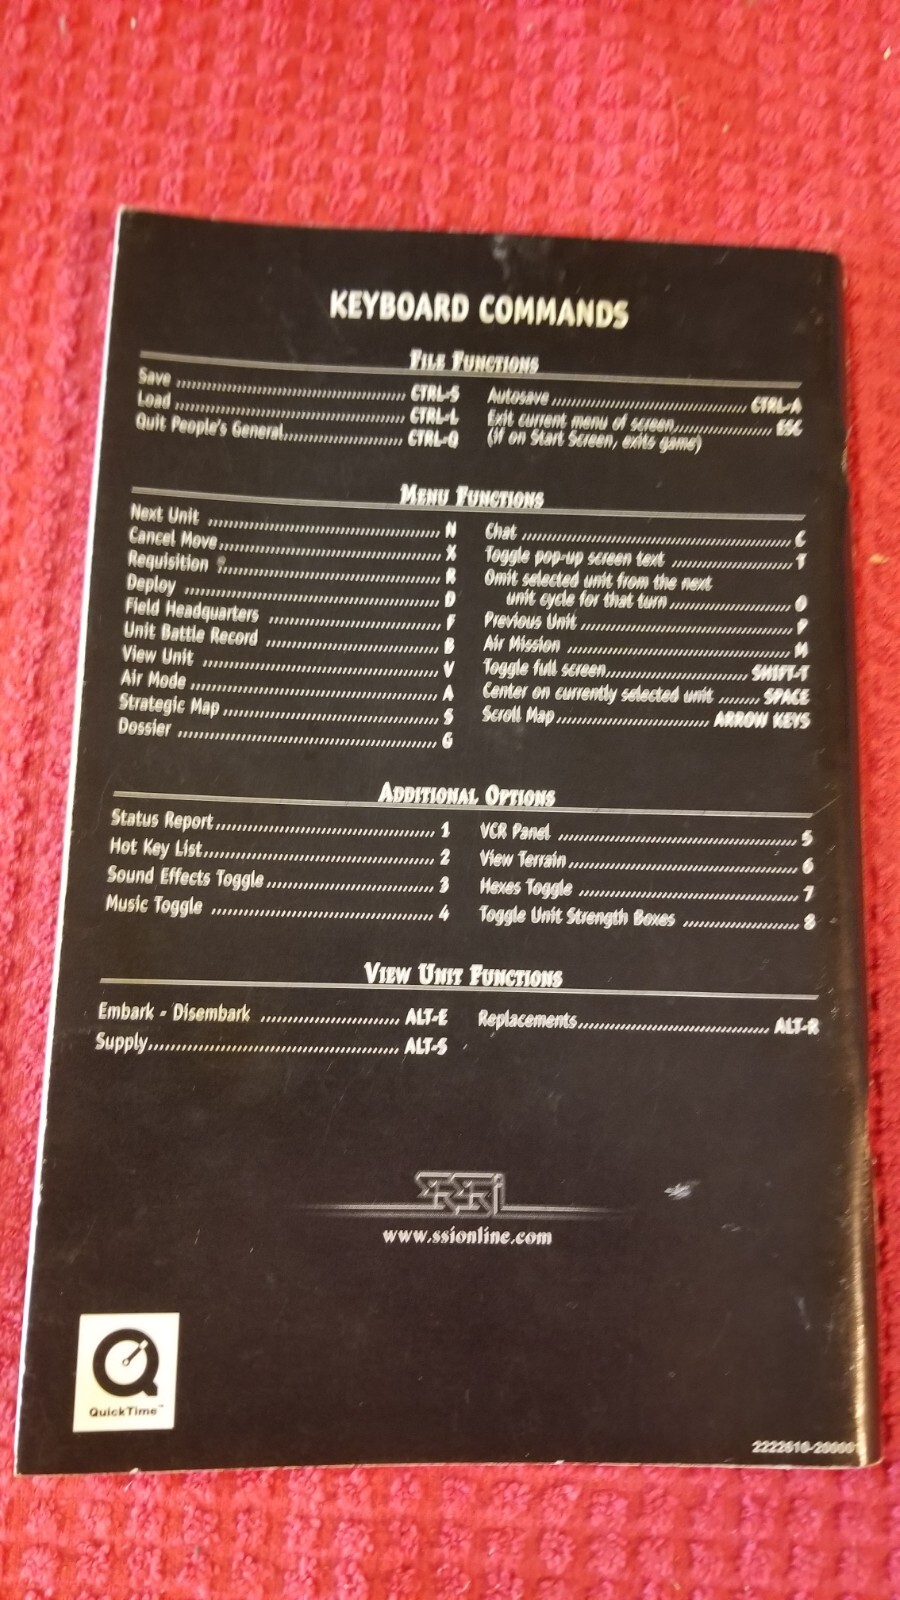 KEYBOARD COMMANDS
FILE FUNCTIONS
Save ........ CTRL-S
Load ........ CTRL-L
Quit People's General........ CTRL-Q
Autosave ........ CTRL-A
Exit current menu of screen........ ESC
(if on Start Screen, exits game)
MENU FUNCTIONS
Next Unit ........ N
Cancel Move........ X
Requisition ........ R
Deploy ........ D
Field Headquarters ........ F
Unit Battle Record ........ B
View Unit ........ V
Air Mode ........ A
Strategic Map ........ S
Dossier ........ G
Chat ........ C
Toggle pop-up screen text ........ T
Omit selected unit from the next
unit cycle for that turn ........ O
Previous Unit ........ P
Air Mission ........ M
Toggle full screen........ SHIFT-T
Center on currently selected unit ........ SPACE
Scroll Map ........ ARROW KEYS
ADDITIONAL OPTIONS
Status Report ........ 1
Hot Key List........ 2
Sound Effects Toggle ........ 3
Music Toggle ........ 4
VCR Panel ........ 5
View Terrain ........ 6
Hexes Toggle ........ 7
Toggle Unit Strength Boxes ........ 8
VIEW UNIT FUNCTIONS
Embark - Disembark ........ ALT-E
Supply........ ALT-S
Replacements........ ALT-R
SSI
www.ssionline.com
QuickTime™